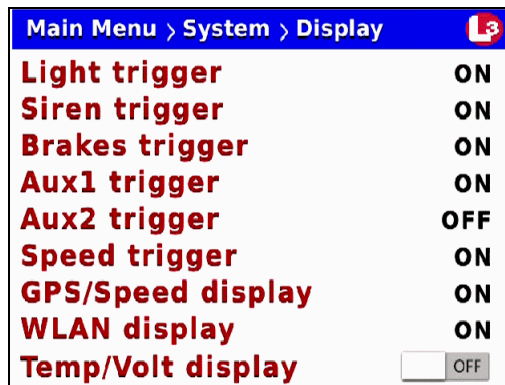 Main Menu > System > Display L3
Light trigger ON
Siren trigger ON
Brakes trigger ON
Aux1 trigger ON
Aux2 trigger OFF
Speed trigger ON
GPS/Speed display ON
WLAN display ON
Temp/Volt display OFF